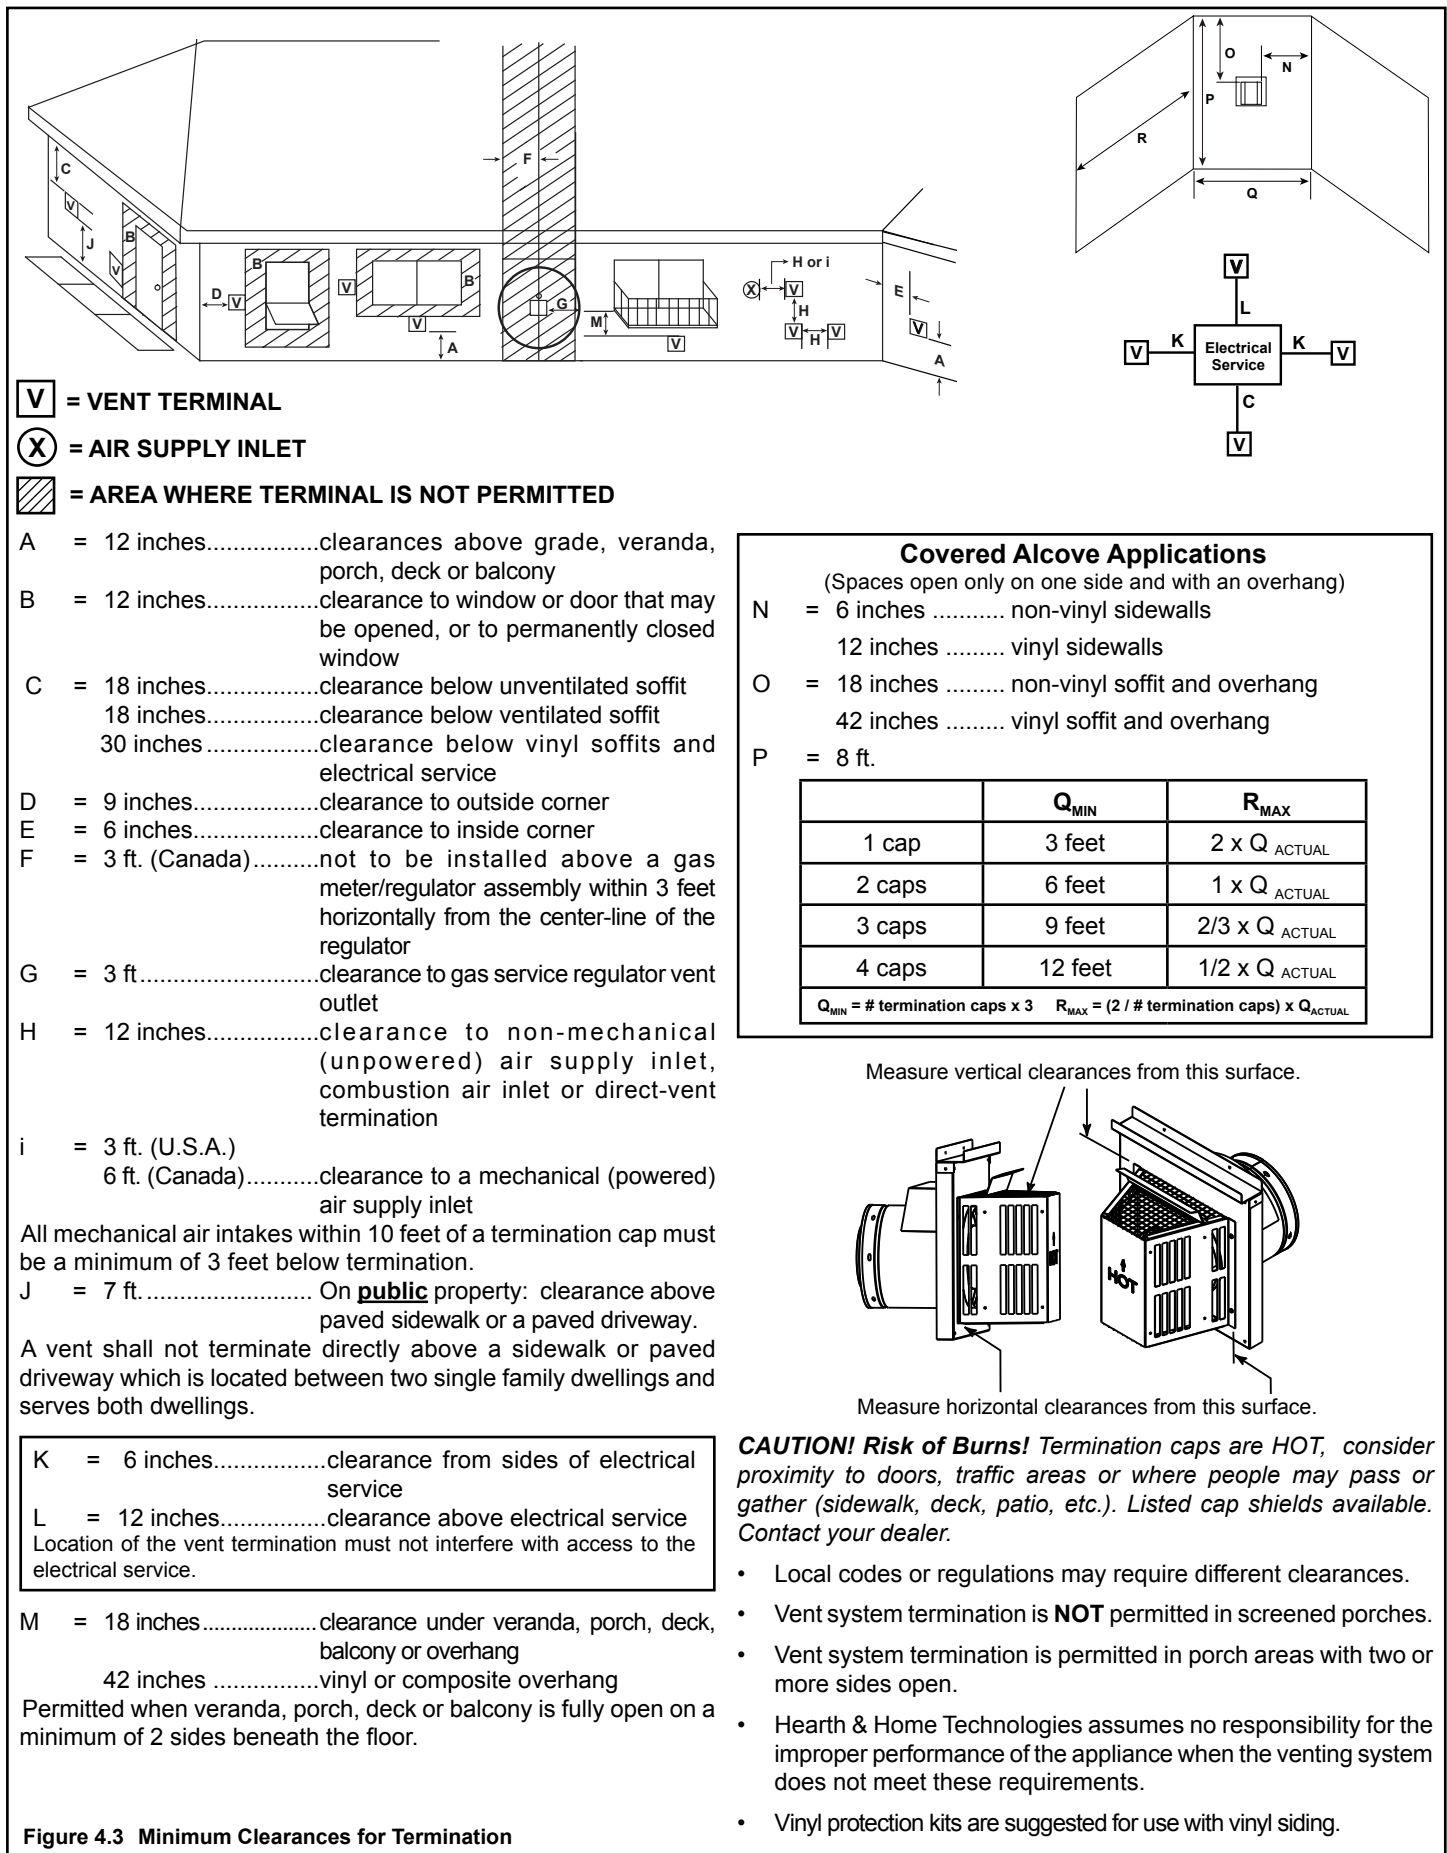 C
V
J
B
V
D
V
B
V
B
V
A
F
G
M
V
H or i
X
V
H
V
H
V
E
V
A
O
N
P
R
Q
V
L
V
K
Electrical
Service
K
V
C
V
V = VENT TERMINAL
X = AIR SUPPLY INLET
= AREA WHERE TERMINAL IS NOT PERMITTED
A = 12 inches.................clearances above grade, veranda,
porch, deck or balcony
B = 12 inches.................clearance to window or door that may
be opened, or to permanently closed
window
C = 18 inches.................clearance below unventilated soffit
18 inches.................clearance below ventilated soffit
30 inches .................clearance below vinyl soffits and
electrical service
D = 9 inches...................clearance to outside corner
E = 6 inches...................clearance to inside corner
F = 3 ft. (Canada)..........not to be installed above a gas
meter/regulator assembly within 3 feet
horizontally from the center-line of the
regulator
G = 3 ft...........................clearance to gas service regulator vent
outlet
H = 12 inches.................clearance to non-mechanical
(unpowered) air supply inlet,
combustion air inlet or direct-vent
termination
i = 3 ft. (U.S.A.)
6 ft. (Canada)...........clearance to a mechanical (powered)
air supply inlet
All mechanical air intakes within 10 feet of a termination cap must
be a minimum of 3 feet below termination.
J = 7 ft. ......................... On public property: clearance above
paved sidewalk or a paved driveway.
A vent shall not terminate directly above a sidewalk or paved
driveway which is located between two single family dwellings and
serves both dwellings.
K = 6 inches.................clearance from sides of electrical
service
L = 12 inches................clearance above electrical service
Location of the vent termination must not interfere with access to the
electrical service.
M = 18 inches.....................clearance under veranda, porch, deck,
balcony or overhang
42 inches ................vinyl or composite overhang
Permitted when veranda, porch, deck or balcony is fully open on a
minimum of 2 sides beneath the floor.
Figure 4.3 Minimum Clearances for Termination
Covered Alcove Applications
(Spaces open only on one side and with an overhang)
N = 6 inches ........... non-vinyl sidewalls
12 inches ......... vinyl sidewalls
O = 18 inches ......... non-vinyl soffit and overhang
42 inches ......... vinyl soffit and overhang
P = 8 ft.
QMIN RMAX
1 cap 3 feet 2 x Q ACTUAL
2 caps 6 feet 1 x Q ACTUAL
3 caps 9 feet 2/3 x Q ACTUAL
4 caps 12 feet 1/2 x Q ACTUAL
QMIN = # termination caps x 3 RMAX = (2 / # termination caps) x QACTUAL
Measure vertical clearances from this surface.
HOT
HOT
Measure horizontal clearances from this surface.
CAUTION! Risk of Burns! Termination caps are HOT, consider
proximity to doors, traffic areas or where people may pass or
gather (sidewalk, deck, patio, etc.). Listed cap shields available.
Contact your dealer.
• Local codes or regulations may require different clearances.
• Vent system termination is NOT permitted in screened porches.
• Vent system termination is permitted in porch areas with two or
more sides open.
• Hearth & Home Technologies assumes no responsibility for the
improper performance of the appliance when the venting system
does not meet these requirements.
• Vinyl protection kits are suggested for use with vinyl siding.